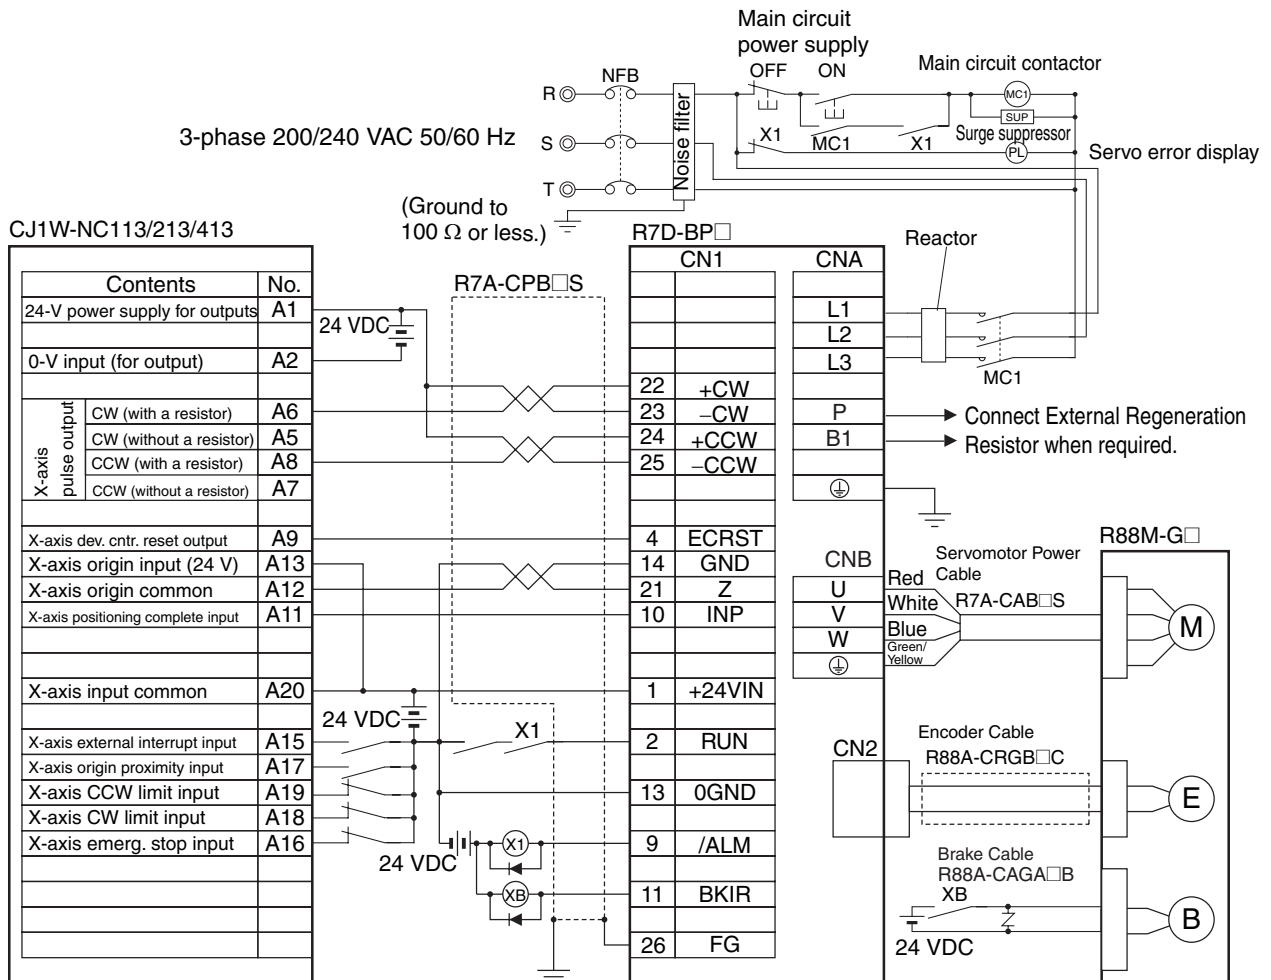 Main circuit
power supply
OFF ON
Main circuit contactor
NFB
R
MC1
SUP
Surge suppressor
3-phase 200/240 VAC 50/60 Hz
S
Noise filter
X1
MC1
X1
PL
Servo error display
T
(Ground to
100 Ω or less.)
CJ1W-NC113/213/413
R7D-BP□
Reactor
CN1
CNA
Contents No.
R7A-CPB□S
24-V power supply for outputs A1
24 VDC
L1
L2
0-V input (for output) A2
L3
MC1
22 +CW
X-axis
pulse output
CW (with a resistor) A6
23 −CW
P
Connect External Regeneration
CW (without a resistor) A5
24 +CCW
B1
Resistor when required.
CCW (with a resistor) A8
25 −CCW
CCW (without a resistor) A7
X-axis dev. cntr. reset output A9
4 ECRST
R88M-G□
X-axis origin input (24 V) A13
14 GND
CNB
Servomotor Power
Cable
X-axis origin common A12
21 Z
U
Red
R7A-CAB□S
X-axis positioning complete input A11
10 INP
V
White
W
Blue
Green/
Yellow
M
X-axis input common A20
1 +24VIN
24 VDC
X-axis external interrupt input A15
X1
2 RUN
CN2
Encoder Cable
R88A-CRGB□C
X-axis origin proximity input A17
X-axis CCW limit input A19
13 0GND
E
X-axis CW limit input A18
X-axis emerg. stop input A16
24 VDC
X1
9 /ALM
Brake Cable
R88A-CAGA□B
XB
XB
11 BKIR
B
24 VDC
26 FG